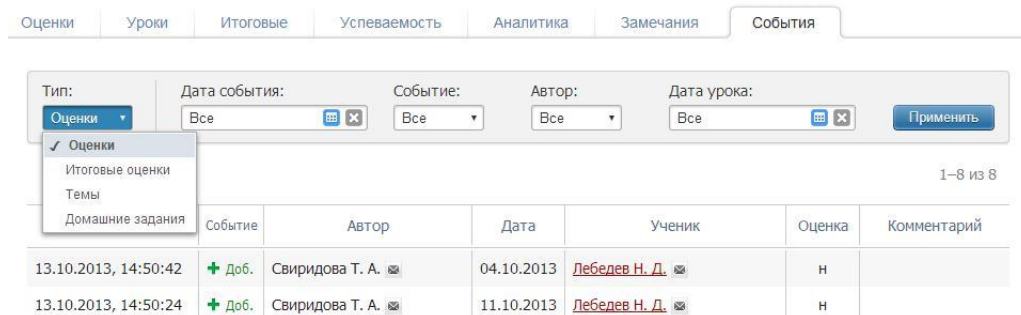 Оценки Уроки Итоговые Успеваемость Аналитика Замечания События
Тип: Дата события: Событие: Автор: Дата урока:
Оценки Все Все Все Все Применить
✓ Оценки
Итоговые оценки
1–8 из 8
Темы
Домашние задания
Событие Автор Дата Ученик Оценка Комментарий
13.10.2013, 14:50:42 + Доб. Свиридова Т. А. 04.10.2013 Лебедев Н. Д. н
13.10.2013, 14:50:24 + Доб. Свиридова Т. А. 11.10.2013 Лебедев Н. Д. н